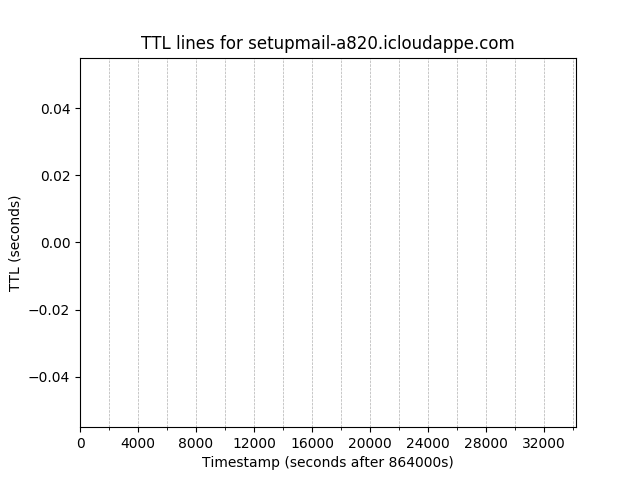 TTL lines for setupmail-a820.icloudappe.com
TTL (seconds)
0.04
0.02
0.00
−0.02
−0.04
0 4000 8000 12000 16000 20000 24000 28000 32000
Timestamp (seconds after 864000s)